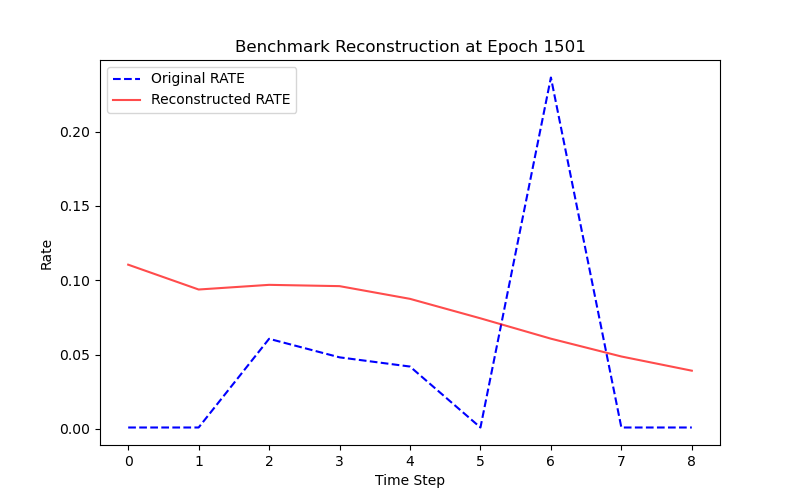 Benchmark Reconstruction at Epoch 1501
Original RATE
Reconstructed RATE
0.20
0.15
0.10
0.05
0.00
Rate
0 1 2 3 4 5 6 7 8
Time Step